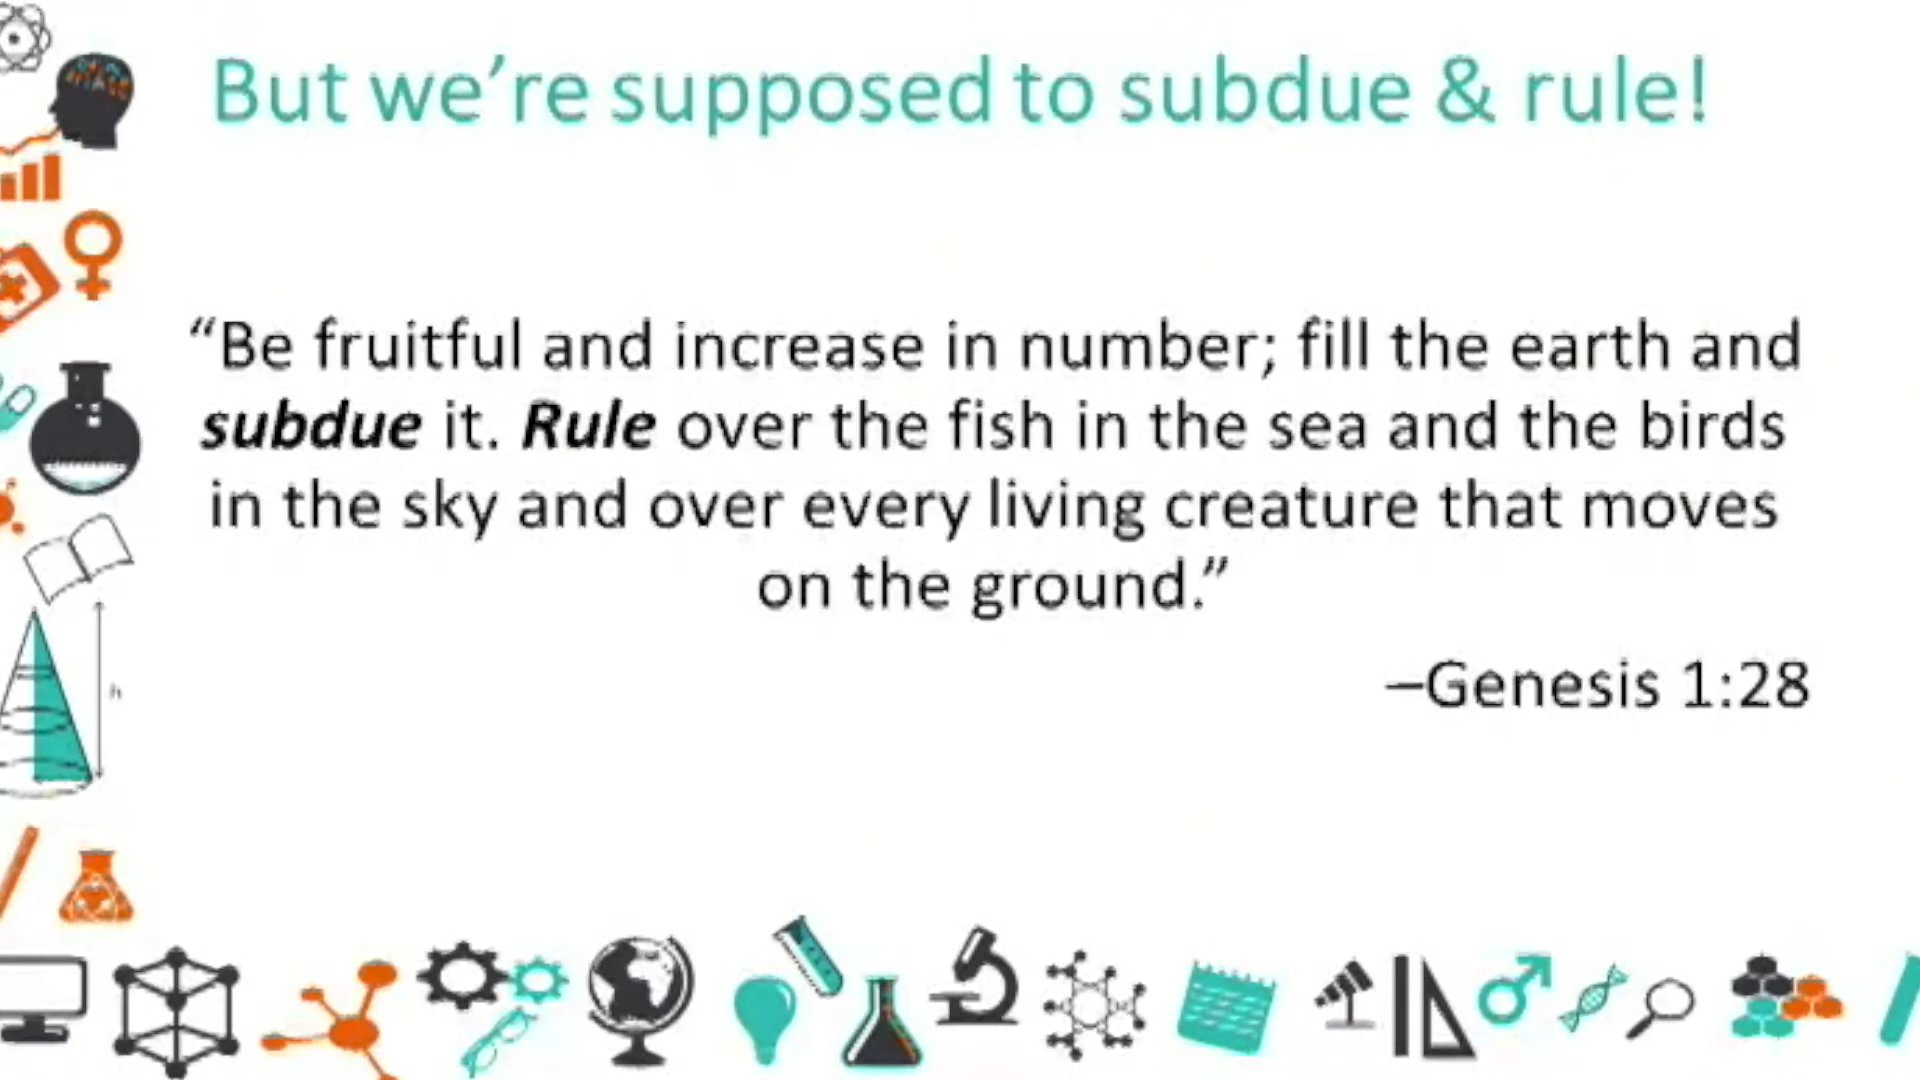 But we're supposed to subdue & rule!
“Be fruitful and increase in number; fill the earth and
subdue it. Rule over the fish in the sea and the birds
in the sky and over every living creature that moves
on the ground.”
–Genesis 1:28
h